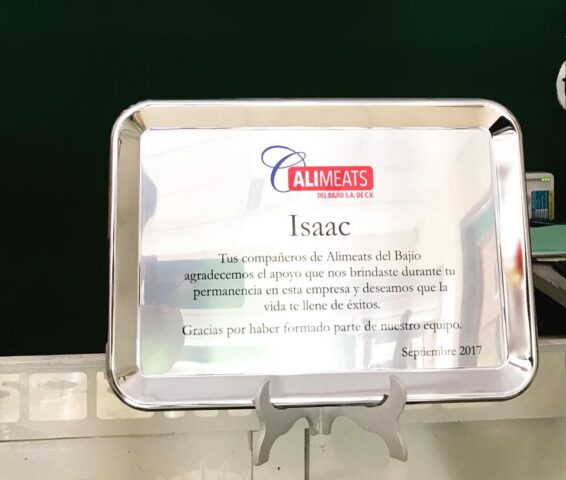 ALIMEATS
DEL BAJÍO S.A. DE C.V.
Isaac
Tus compañeros de Alimeats del Bajío
agradecemos el apoyo que nos brindaste durante tu
permanencia en esta empresa y deseamos que la
vida te llene de éxitos.
Gracias por haber formado parte de nuestro equipo.
Septiembre 2017